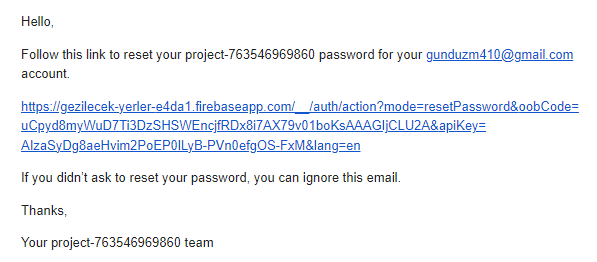 Hello,
Follow this link to reset your project-763546969860 password for your gunduzm410@gmail.com
account.
https://gezilecek-yerler-e4da1.firebaseapp.com/__/auth/action?mode=resetPassword&oobCode=
uCpyd8myWuD7Ti3DzSHSWEncjfRDx8i7AX79v01boKsAAAGIjCLU2A&apiKey=
AIzaSyDg8aeHvim2PoEP0lLyB-PVn0efgOS-FxM&lang=en
If you didn’t ask to reset your password, you can ignore this email.
Thanks,
Your project-763546969860 team